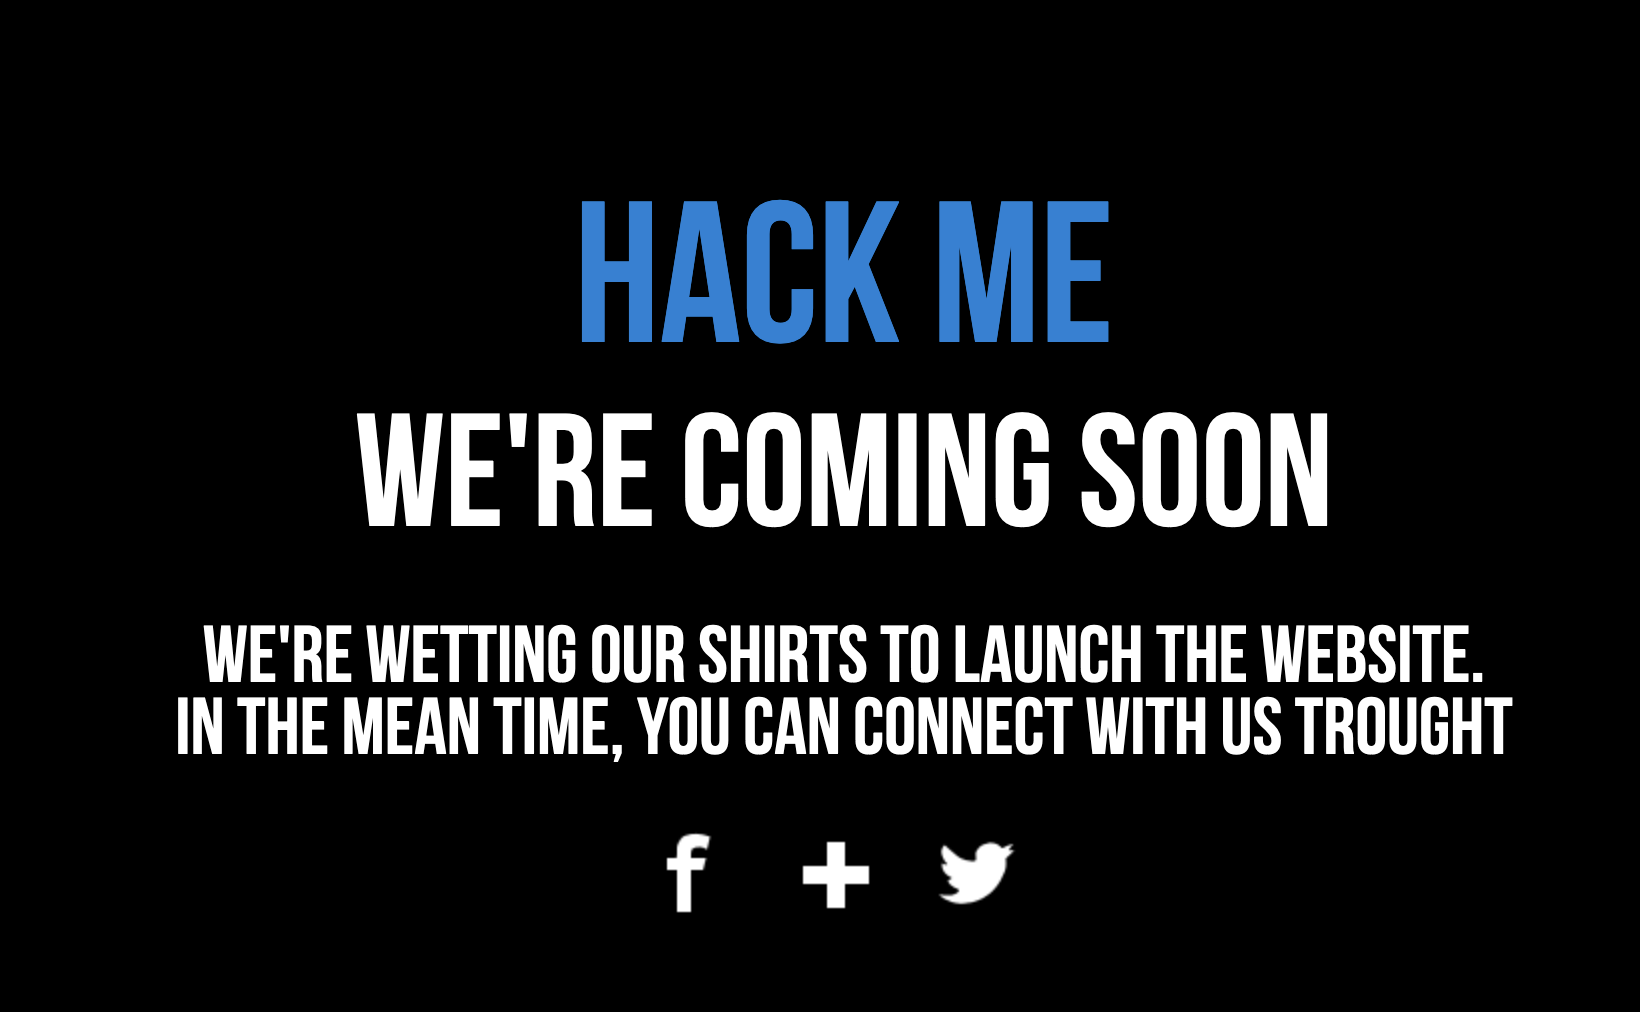 HACK ME
WE'RE COMING SOON
WE'RE WETTING OUR SHIRTS TO LAUNCH THE WEBSITE.
IN THE MEAN TIME, YOU CAN CONNECT WITH US TROUGHT